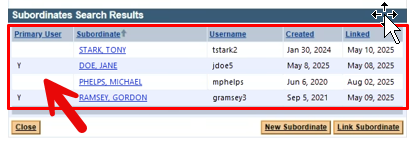 Subordinates Search Results
Primary User Subordinate Username Created Linked
STARK, TONY tstark2 Jan 30, 2024 May 10, 2025
Y DOE, JANE jdoe5 May 8, 2025 May 08, 2025
PHELPS, MICHAEL mphelps Jun 6, 2020 Aug 02, 2025
Y RAMSEY, GORDON gramsey3 Sep 5, 2021 May 09, 2025
Close New Subordinate Link Subordinate